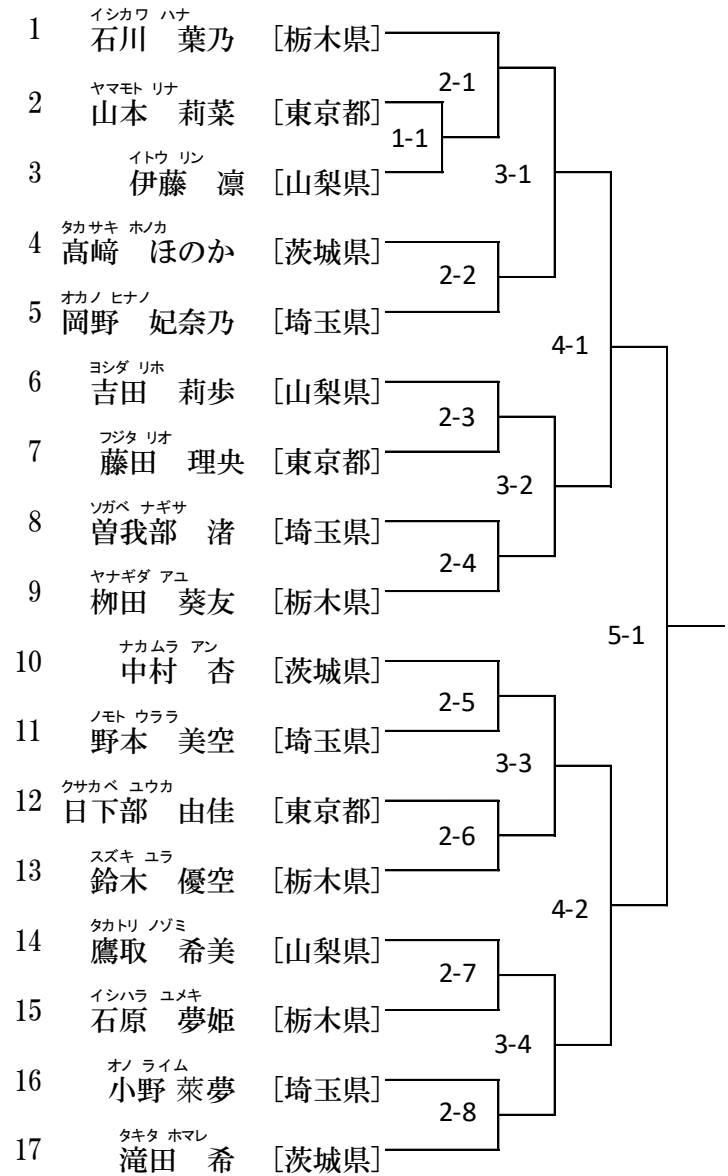 イシカワ ハナ
1 石川 葉乃 [栃木県]
2-1
ヤマモト リナ
2 山本 莉菜 [東京都]
1-1
イトウ リン
3 伊藤 凛 [山梨県]
3-1
タカサキ ホノカ
4 髙﨑 ほのか [茨城県]
2-2
オカノ ヒナノ
5 岡野 妃奈乃 [埼玉県]
4-1
ヨシダ リホ
6 吉田 莉歩 [山梨県]
2-3
フジタ リオ
7 藤田 理央 [東京都]
3-2
ソガベ ナギサ
8 曽我部 渚 [埼玉県]
2-4
ヤナギダ アユ
9 栁田 葵友 [栃木県]
5-1
ナカムラ アン
10 中村 杏 [茨城県]
2-5
ノモト ウララ
11 野本 美空 [埼玉県]
3-3
クサカベ ユウカ
12 日下部 由佳 [東京都]
2-6
スズキ ユラ
13 鈴木 優空 [栃木県]
4-2
タカトリ ノゾミ
14 鷹取 希美 [山梨県]
2-7
イシハラ ユメキ
15 石原 夢姫 [栃木県]
3-4
オノ ライム
16 小野 萊夢 [埼玉県]
2-8
タキタ ホマレ
17 滝田 希 [茨城県]